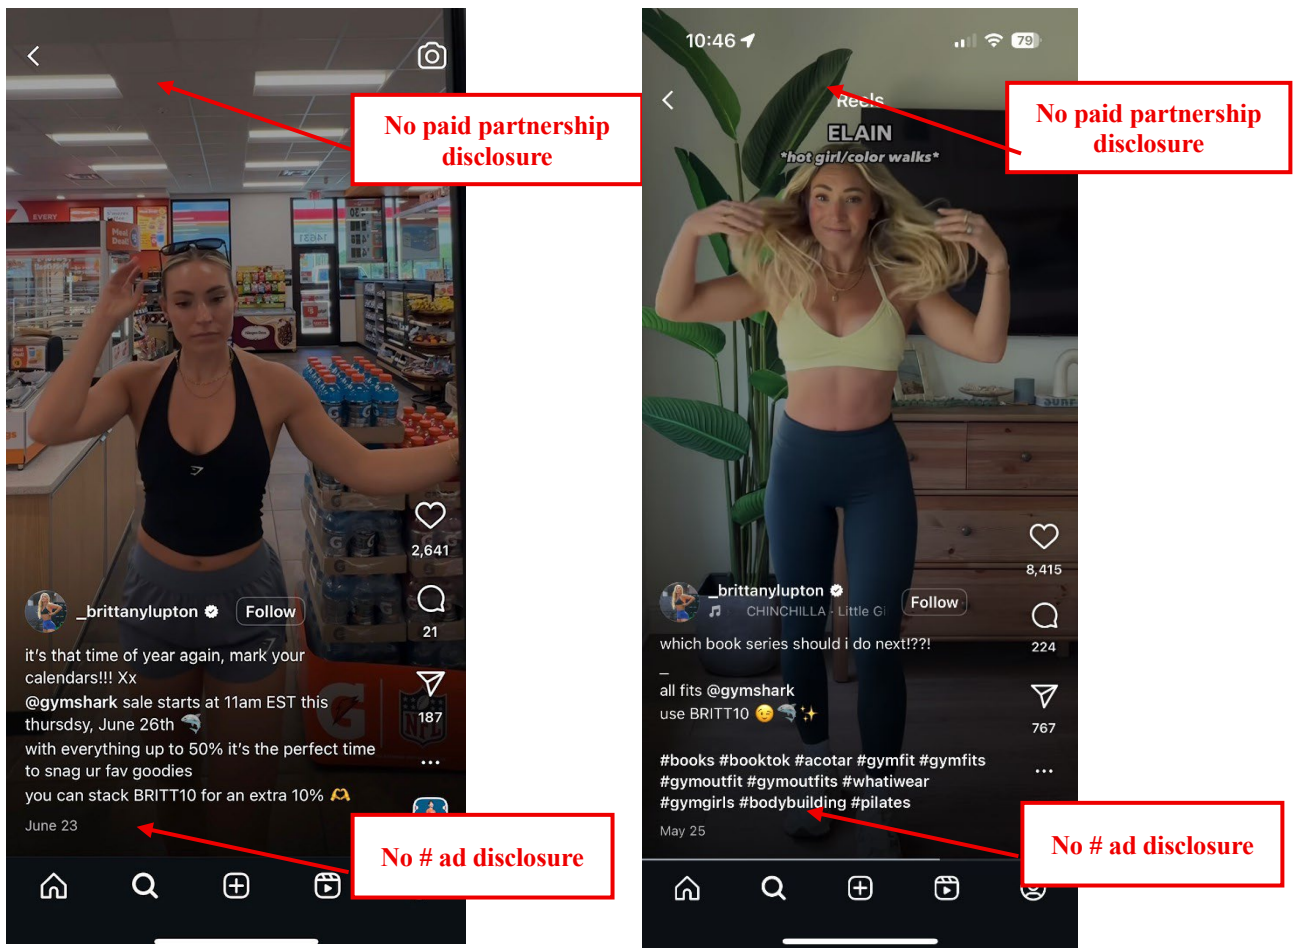 No paid partnership
disclosure
EVERY
Meal
Deal!
_brittanylupton
Follow
it's that time of year again, mark your
calendars!!! Xx
@gymshark sale starts at 11am EST this
thursdsy, June 26th
with everything up to 50% it's the perfect time
to snag ur fav goodies
you can stack BRITT10 for an extra 10%
June 23
2,641
21
187
G
NFL
No # ad disclosure
10:46
79
Reels
ELAIN
*hot girl/color walks*
No paid partnership
disclosure
SURF
_brittanylupton
CHINCHILLA - Little Gi
Follow
which book series should i do next!??!
_
all fits @gymshark
use BRITT10
#books #booktok #acotar #gymfit #gymfits
#gymoutfit #gymoutfits #whatiwear
#gymgirls #bodybuilding #pilates
May 25
8,415
224
767
No # ad disclosure